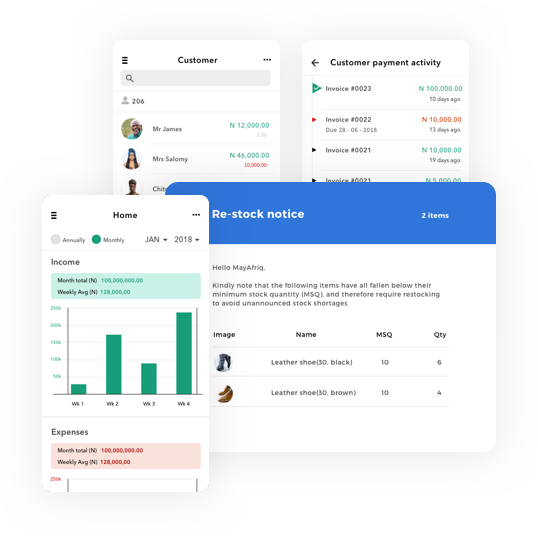 Customer
206
Mr James
N 12,000.00
0.00
Mrs Salomy
N 46,000.00
10,000.00
Customer payment activity
Invoice #0023
N 100,000.00
10 days ago
Invoice #0022
N 10,000.00
Due 28 - 06 - 2018
13 days ago
Invoice #0021
N 10,000.00
19 days ago
Invoice #0021
N 5,000.00
Re-stock notice
2 items
Hello MayAfriq,
Kindly note that the following items have all fallen below their
minimum stock quantity (MSQ), and therefore require restocking
to avoid unannounced stock shortages
Image Name MSQ Qty
Leather shoe(30, black) 10 6
Leather shoe(30, brown) 10 4
Home
Annually Monthly JAN 2018
Income
Month total (N) 100,000,000.00
Weekly Avg (N) 128,000,00
250k
200k
150k
100k
50k
Wk 1 Wk 2 Wk 3 Wk 4
Expenses
Month total (N) 100,000,000.00
Weekly Avg (N) 128,000,00
250k